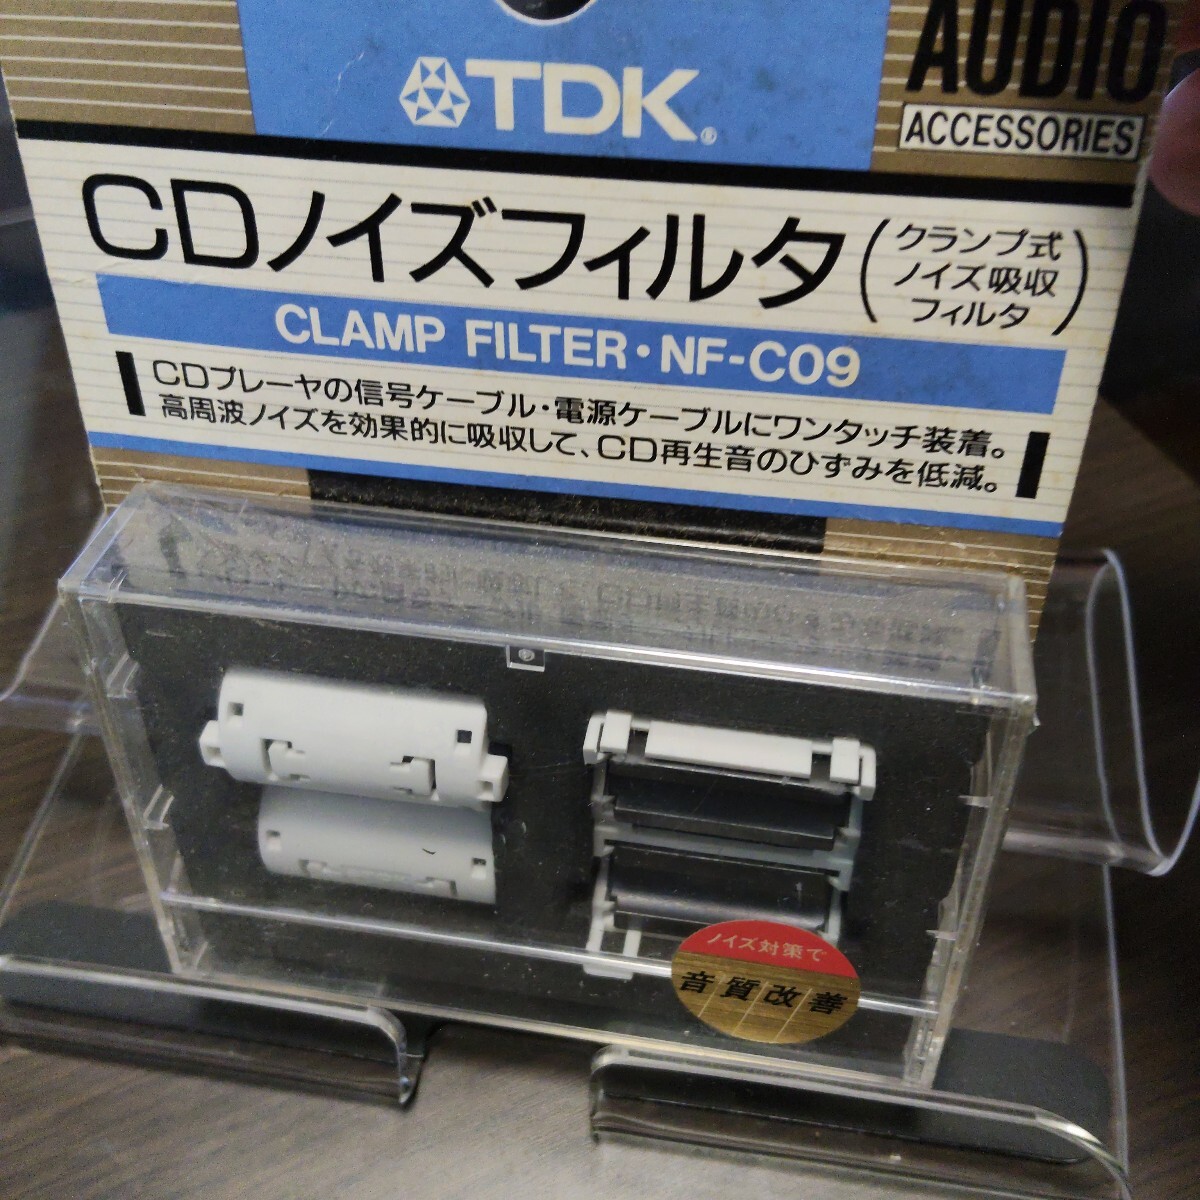 TDK®
AUDIO
ACCESSORIES
CDノイズフィルタ
(クランプ式
ノイズ吸収
フィルタ)
CLAMP FILTER・NF-C09
CDプレーヤの信号ケーブル・電源ケーブルにワンタッチ装着。
高周波ノイズを効果的に吸収して、CD再生音のひずみを低減。
ノイズ対策で
音質改善